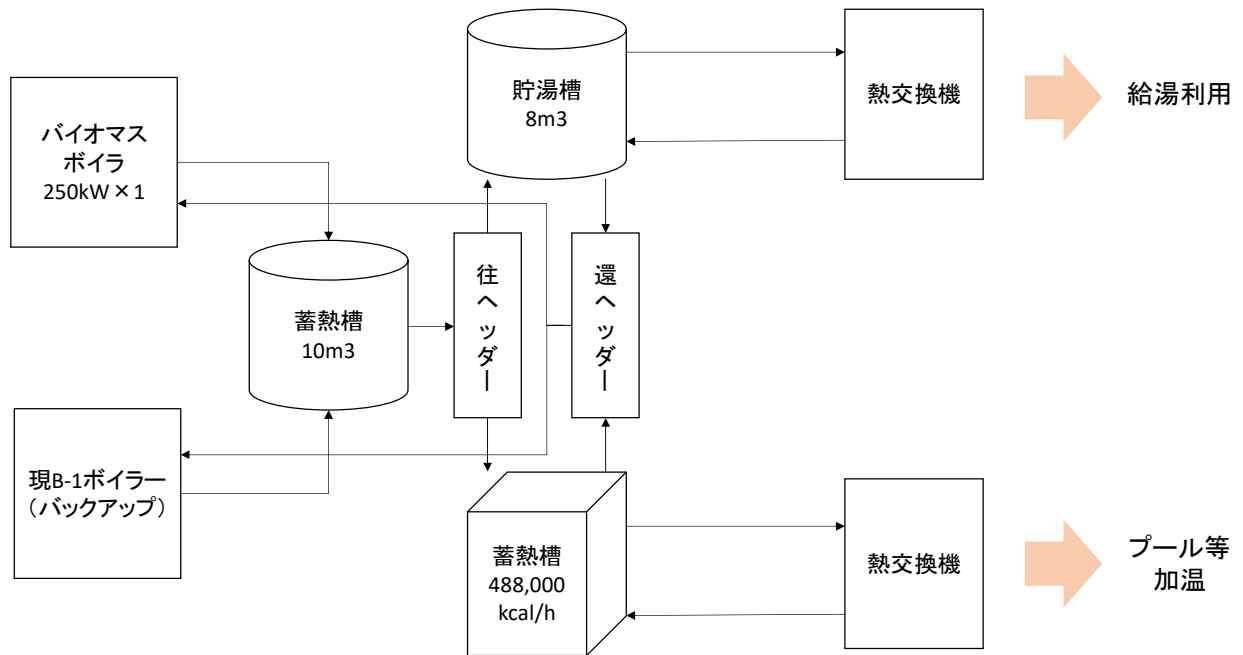 貯湯槽
8m3
熱交換機
給湯利用
バイオマス
ボイラ
250kW×1
往ヘッダー
還ヘッダー
蓄熱槽
10m3
現B-1ボイラー
（バックアップ）
蓄熱槽
488,000
kcal/h
熱交換機
プール等
加温